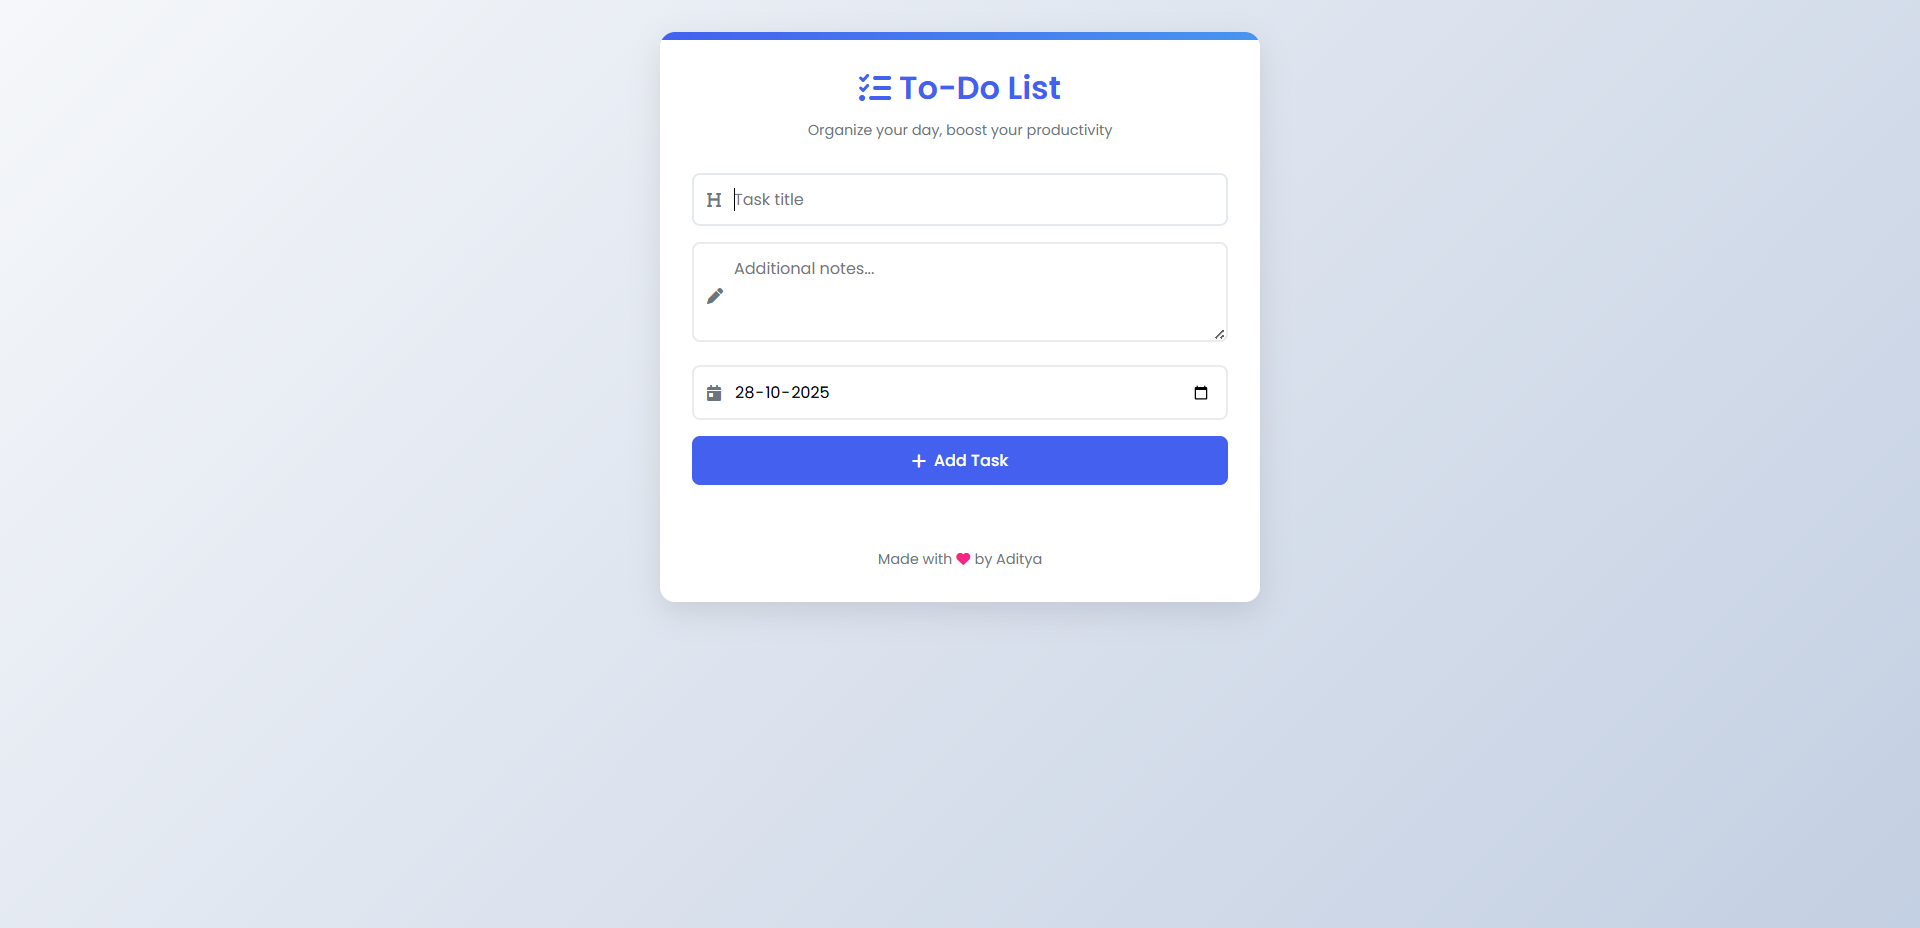 To-Do List
Organize your day, boost your productivity
Task title
Additional notes...
28-10-2025
Add Task
Made with ❤ by Aditya